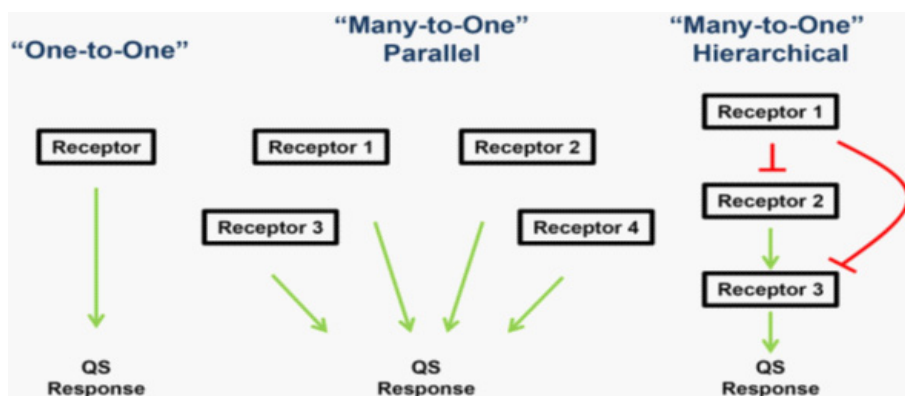 “One-to-One”
Receptor
QS
Response
“Many-to-One”
Parallel
Receptor 1
Receptor 2
Receptor 3
Receptor 4
QS
Response
“Many-to-One”
Hierarchical
Receptor 1
Receptor 2
Receptor 3
QS
Response